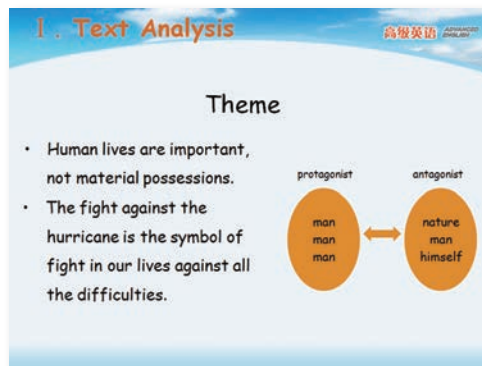 I . Text Analysis
高级英语 ADVANCED ENGLISH
Theme
• Human lives are important,
not material possessions.
• The fight against the
hurricane is the symbol of
fight in our lives against all
the difficulties.
protagonist
man
man
man
antagonist
nature
man
himself